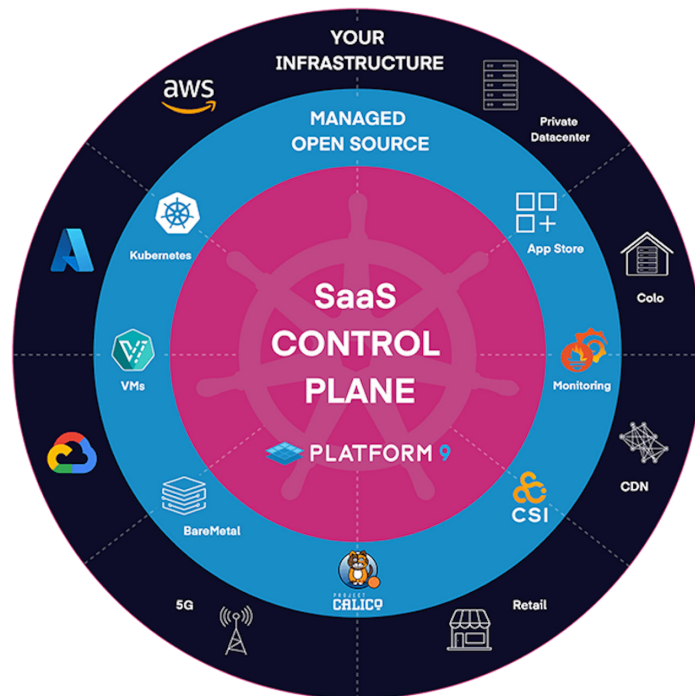 YOUR
INFRASTRUCTURE
aws
Private
Datacenter
MANAGED
OPEN SOURCE
Kubernetes
App Store
Colo
SaaS
CONTROL
PLANE
VMs
Monitoring
PLATFORM 9
CDN
BareMetal
CSI
PROJECT
CALICO
5G
Retail